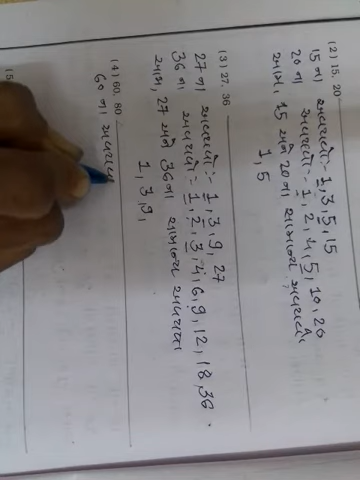 (2) 15. 20
15 ના અવયવો:- 1, 3, 5, 15
20 ના અવયવો:- 1, 2, 4, 5, 10, 20
આમ, 15 અને 20 ના સામાન્ય અવયવો
1, 5
(3) 27. 36
27 ના અવયવો:- 1, 3, 9, 27
36 ના અવયવો:- 1, 2, 3, 4, 6, 9, 12, 18, 36.
આમ, 27 અને 36 ના સામાન્ય અવયવો
1, 3, 9,
(4) 60. 80
60 ના અવયવ
(5